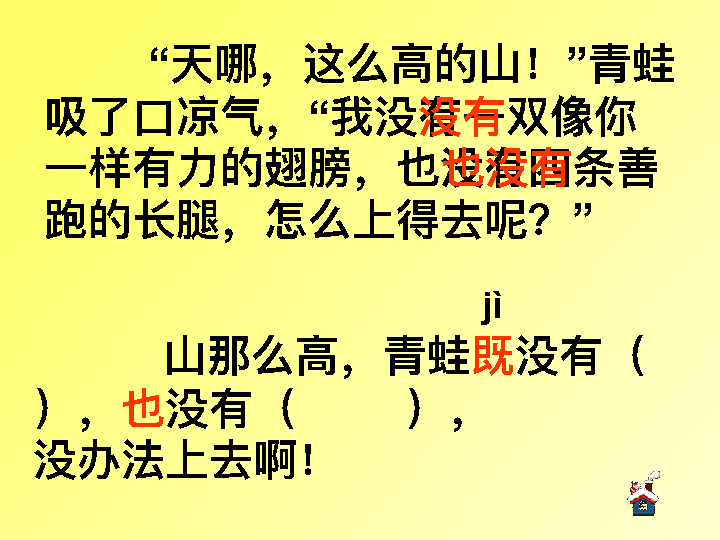 “天哪，这么高的山！”青蛙
吸了口凉气，“我没有一双像你
一样有力的翅膀，也没有四条善
跑的长腿，怎么上得去呢？”
jì
山那么高，青蛙既没有（
），也没有（　　），
没办法上去啊！